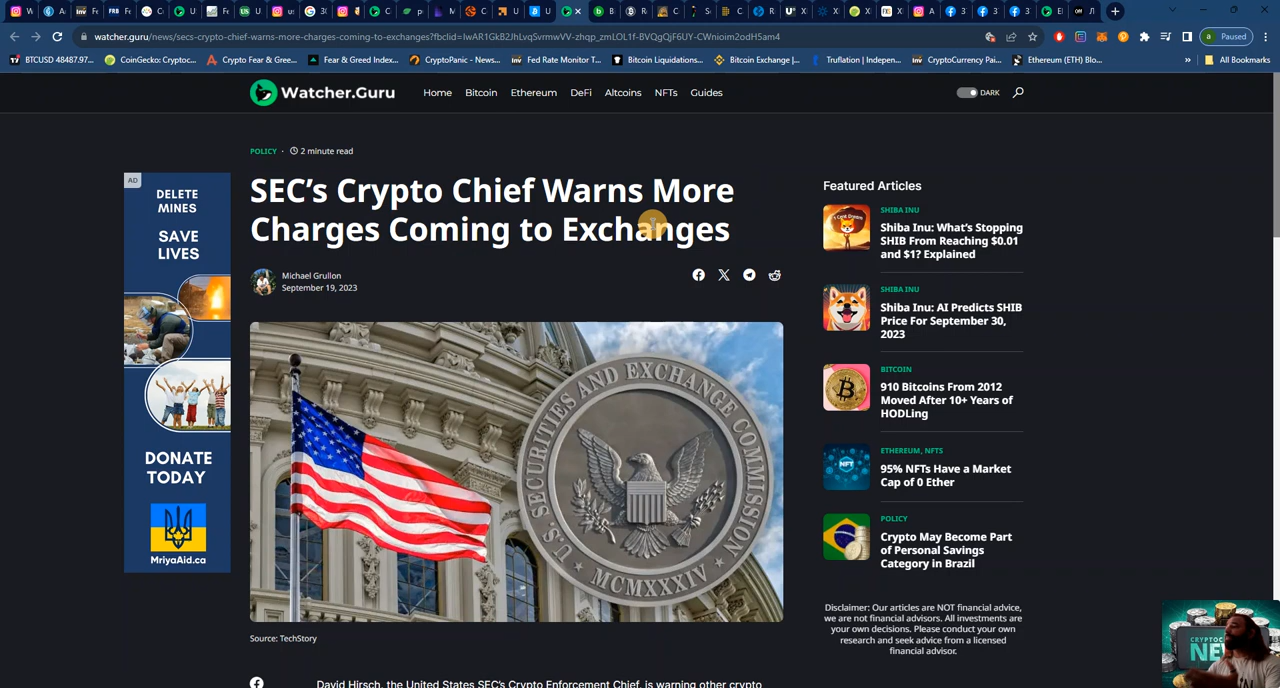 watcher.guru/news/secs-crypto-chief-warns-more-charges-coming-to-exchanges?fbclid=IwAR1GkB2JhLvqSvrmwVV-zhqp_zmLOL1f-BVQgQjF6UY-CWnioim2odH5am4
Paused
BTCUSD 48487.97...
CoinGecko: Cryptoc...
Crypto Fear & Gree...
Fear & Greed Index...
CryptoPanic - News...
Fed Rate Monitor T...
Bitcoin Liquidations...
Bitcoin Exchange |...
Truflation | Indepen...
CryptoCurrency Pai...
Ethereum (ETH) Blo...
»
All Bookmarks
Watcher.Guru
Home
Bitcoin
Ethereum
DeFi
Altcoins
NFTs
Guides
DARK
POLICY · 2 minute read
SEC's Crypto Chief Warns More
Charges Coming to Exchanges
Michael Grullon
September 19, 2023
AD
DELETE
MINES
SAVE
LIVES
DONATE
TODAY
MriyaAid.ca
U.S. SECURITIES AND EXCHANGE COMMISSION
MCMXXXIV
Source: TechStory
David Hirsch, the United States SEC's Crypto Enforcement Chief, is warning other crypto
Featured Articles
SHIBA INU
Shiba Inu: What's Stopping
SHIB From Reaching $0.01
and $1? Explained
SHIBA INU
Shiba Inu: AI Predicts SHIB
Price For September 30,
2023
BITCOIN
910 Bitcoins From 2012
Moved After 10+ Years of
HODLing
ETHEREUM, NFTS
95% NFTs Have a Market
Cap of 0 Ether
NFT
POLICY
Crypto May Become Part
of Personal Savings
Category in Brazil
Disclaimer: Our articles are NOT financial advice,
we are not financial advisors. All investments are
your own decisions. Please conduct your own
research and seek advice from a licensed
financial advisor.